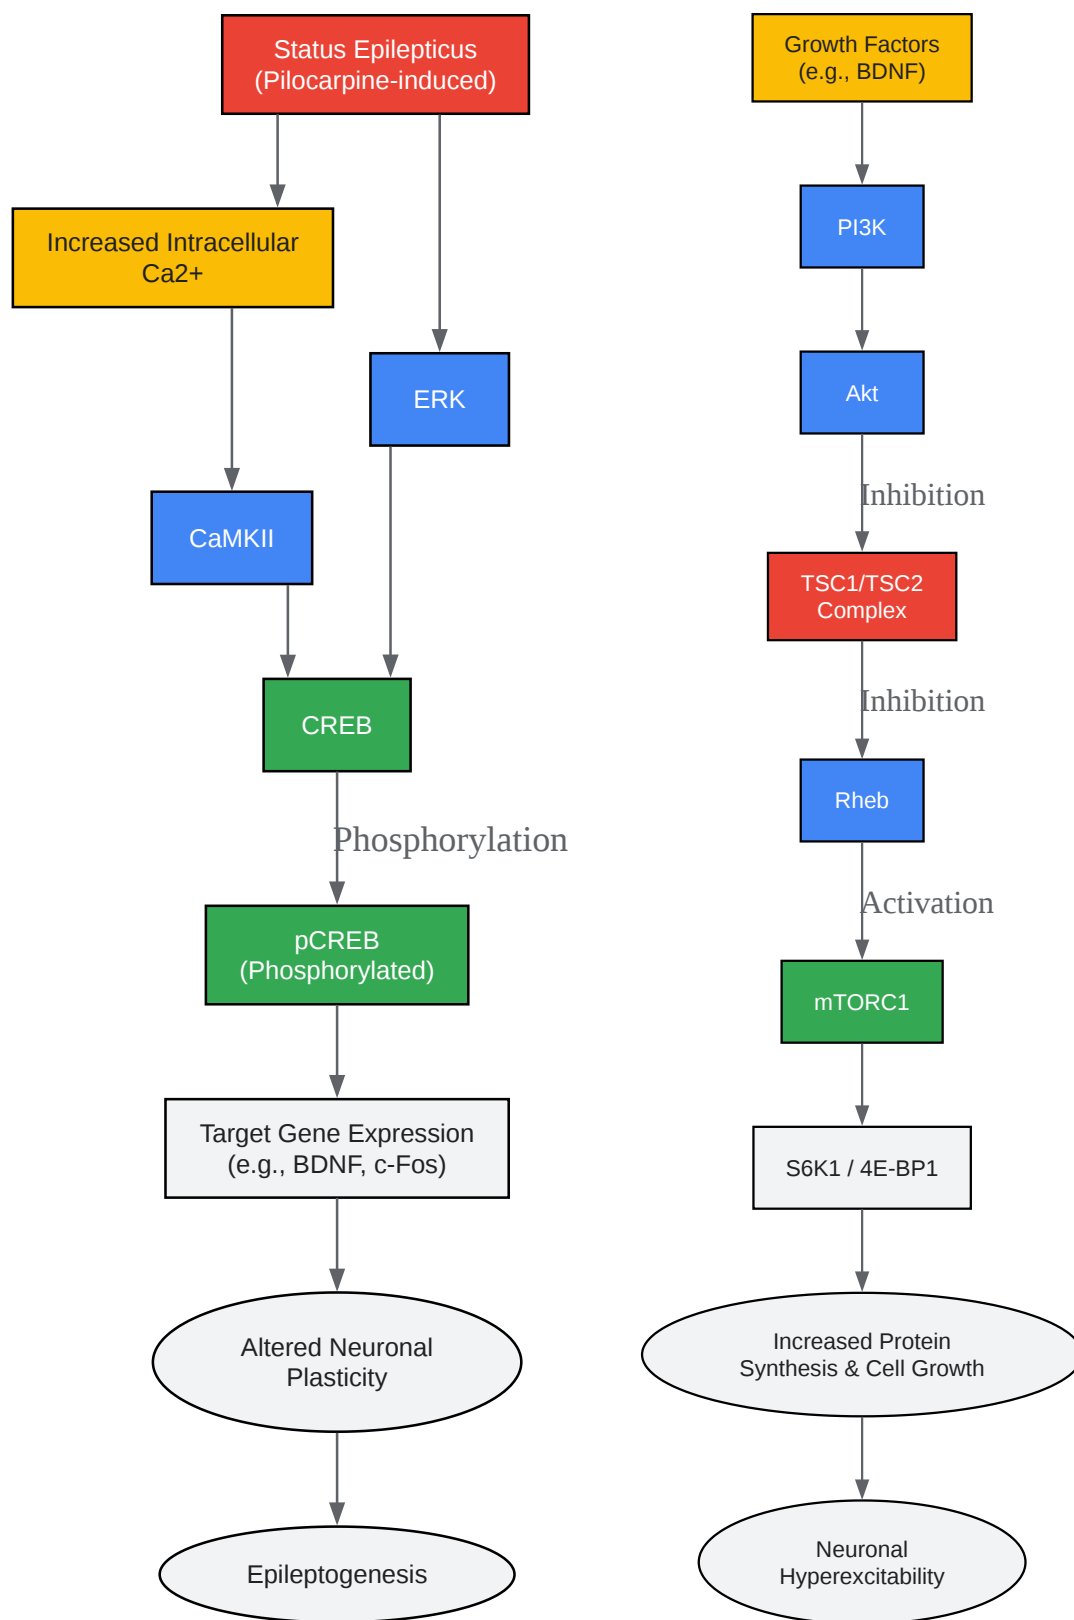 Status Epilepticus
(Pilocarpine-induced)
Increased Intracellular
Ca2+
ERK
CaMKII
CREB
Phosphorylation
pCREB
(Phosphorylated)
Target Gene Expression
(e.g., BDNF, c-Fos)
Altered Neuronal
Plasticity
Epileptogenesis
Growth Factors
(e.g., BDNF)
PI3K
Akt
Inhibition
TSC1/TSC2
Complex
Inhibition
Rheb
Activation
mTORC1
S6K1 / 4E-BP1
Increased Protein
Synthesis & Cell Growth
Neuronal
Hyperexcitability